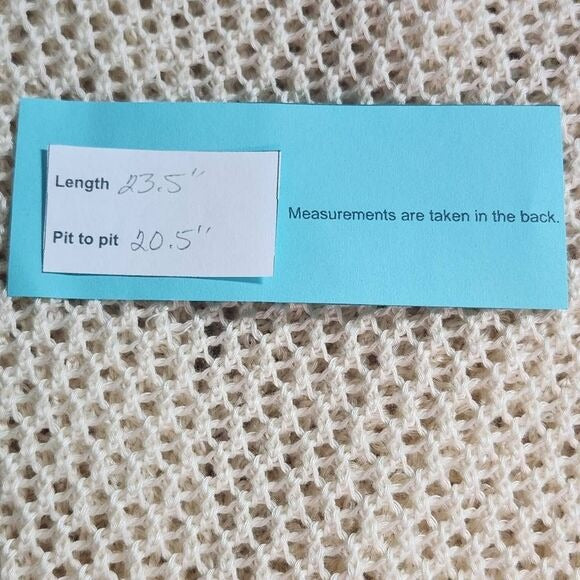 Length 23.5"
Pit to pit 20.5"
Measurements are taken in the back.